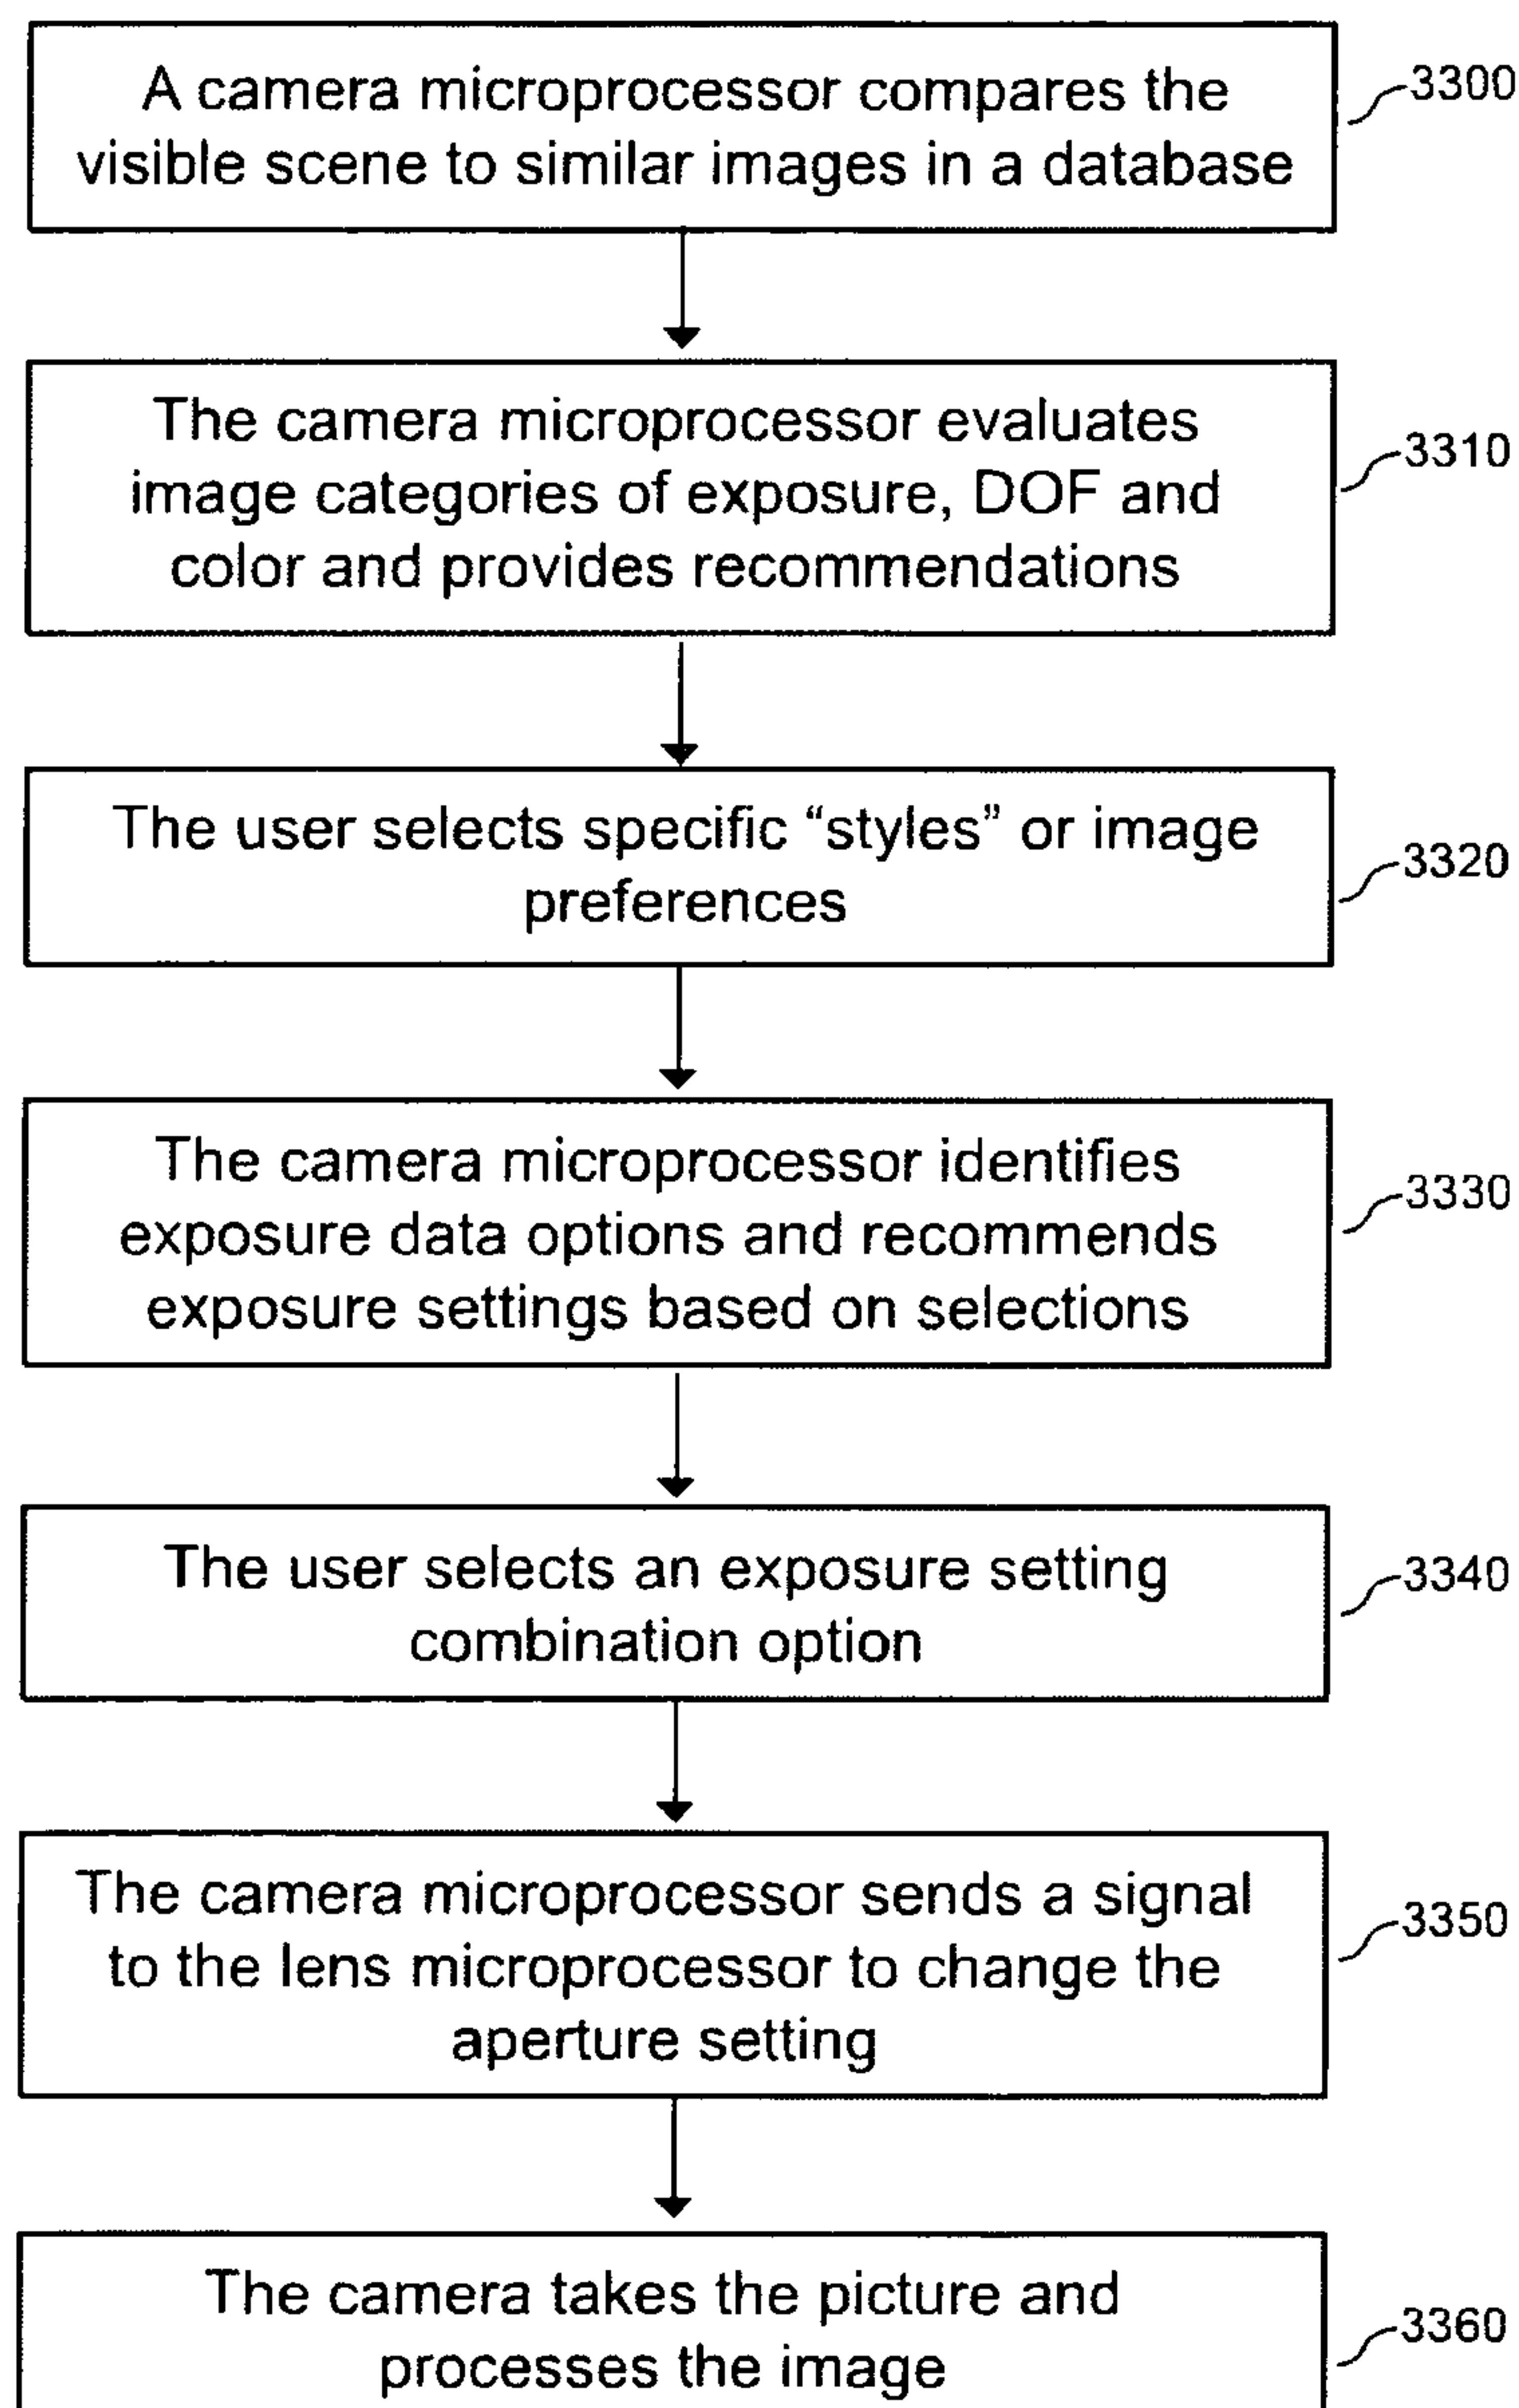 A camera microprocessor compares the
visible scene to similar images in a database
3300
The camera microprocessor evaluates
image categories of exposure, DOF and
color and provides recommendations
3310
The user selects specific “styles” or image
preferences
3320
The camera microprocessor identifies
exposure data options and recommends
exposure settings based on selections
3330
The user selects an exposure setting
combination option
3340
The camera microprocessor sends a signal
to the lens microprocessor to change the
aperture setting
3350
The camera takes the picture and
processes the image
3360